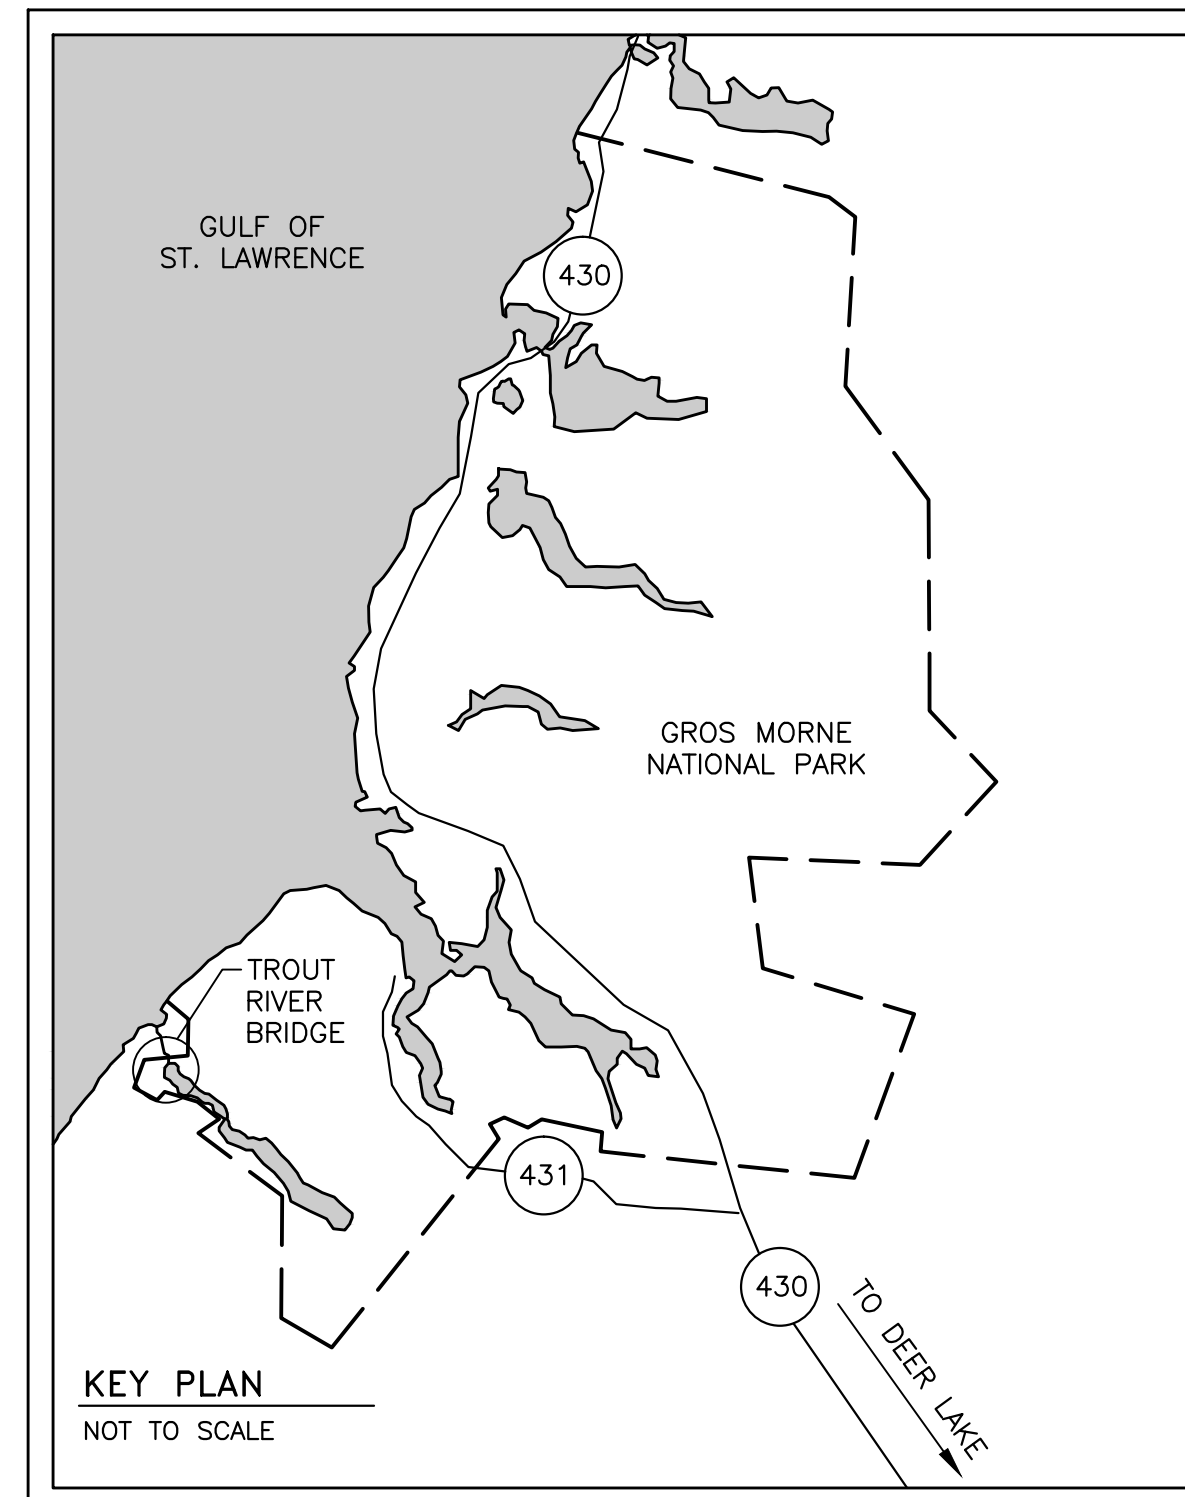 GULF OF
ST. LAWRENCE
430
GROS MORNE
NATIONAL PARK
TROUT
RIVER
BRIDGE
431
430
TO DEER LAKE
KEY PLAN
NOT TO SCALE